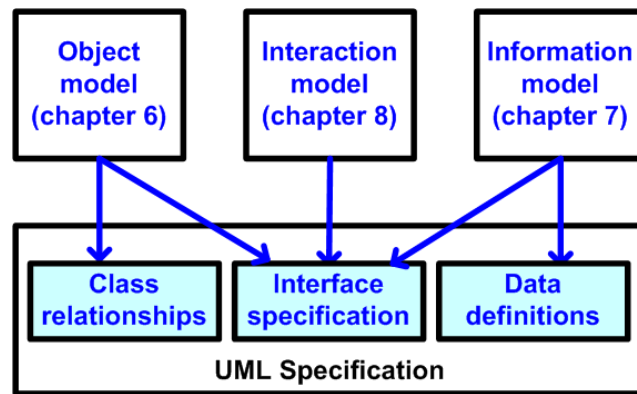 Object
model
(chapter 6)
Interaction
model
(chapter 8)
Information
model
(chapter 7)
Class
relationships
Interface
specification
Data
definitions
UML Specification